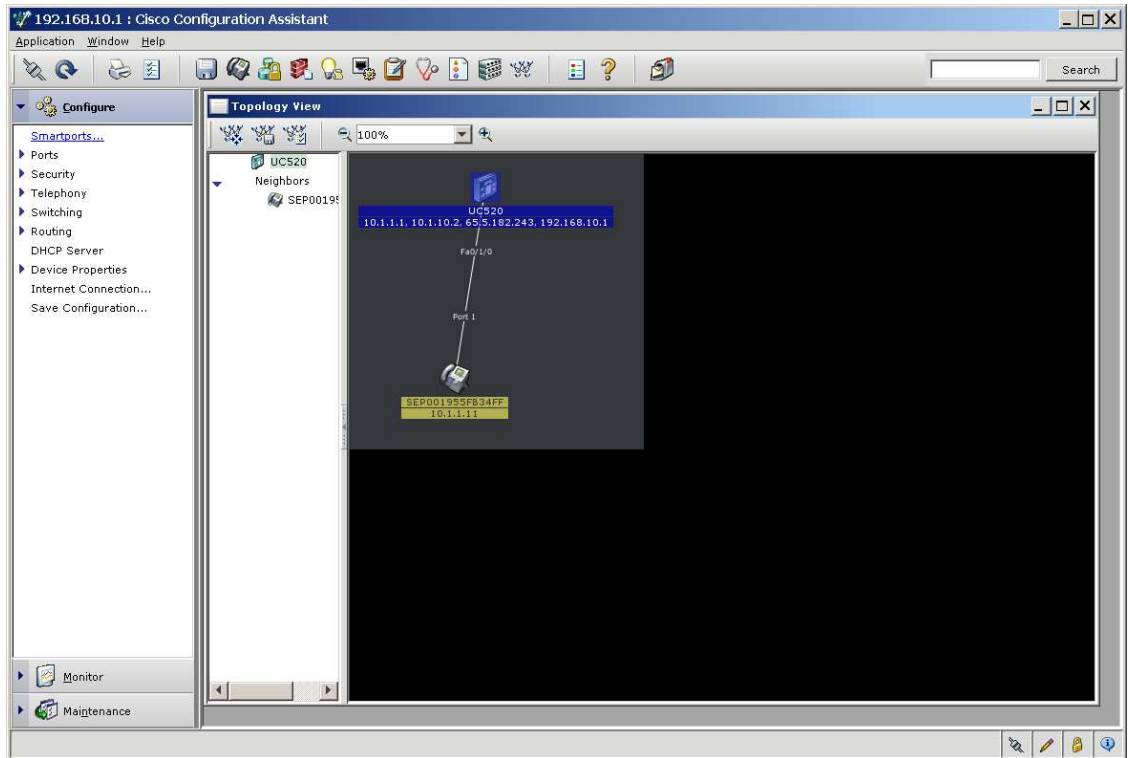 192.168.10.1 : Cisco Configuration Assistant
Application Window Help
Search
Configure
Smartports...
Ports
Security
Telephony
Switching
Routing
DHCP Server
Device Properties
Internet Connection...
Save Configuration...
Monitor
Maintenance
Topology View
100%
UC520
Neighbors
SEP00195
UC520
10.1.1.1, 10.1.10.2, 65.5.182.243, 192.168.10.1
Fa0/1/0
Port 1
SEP001955FB34FF
10.1.1.11